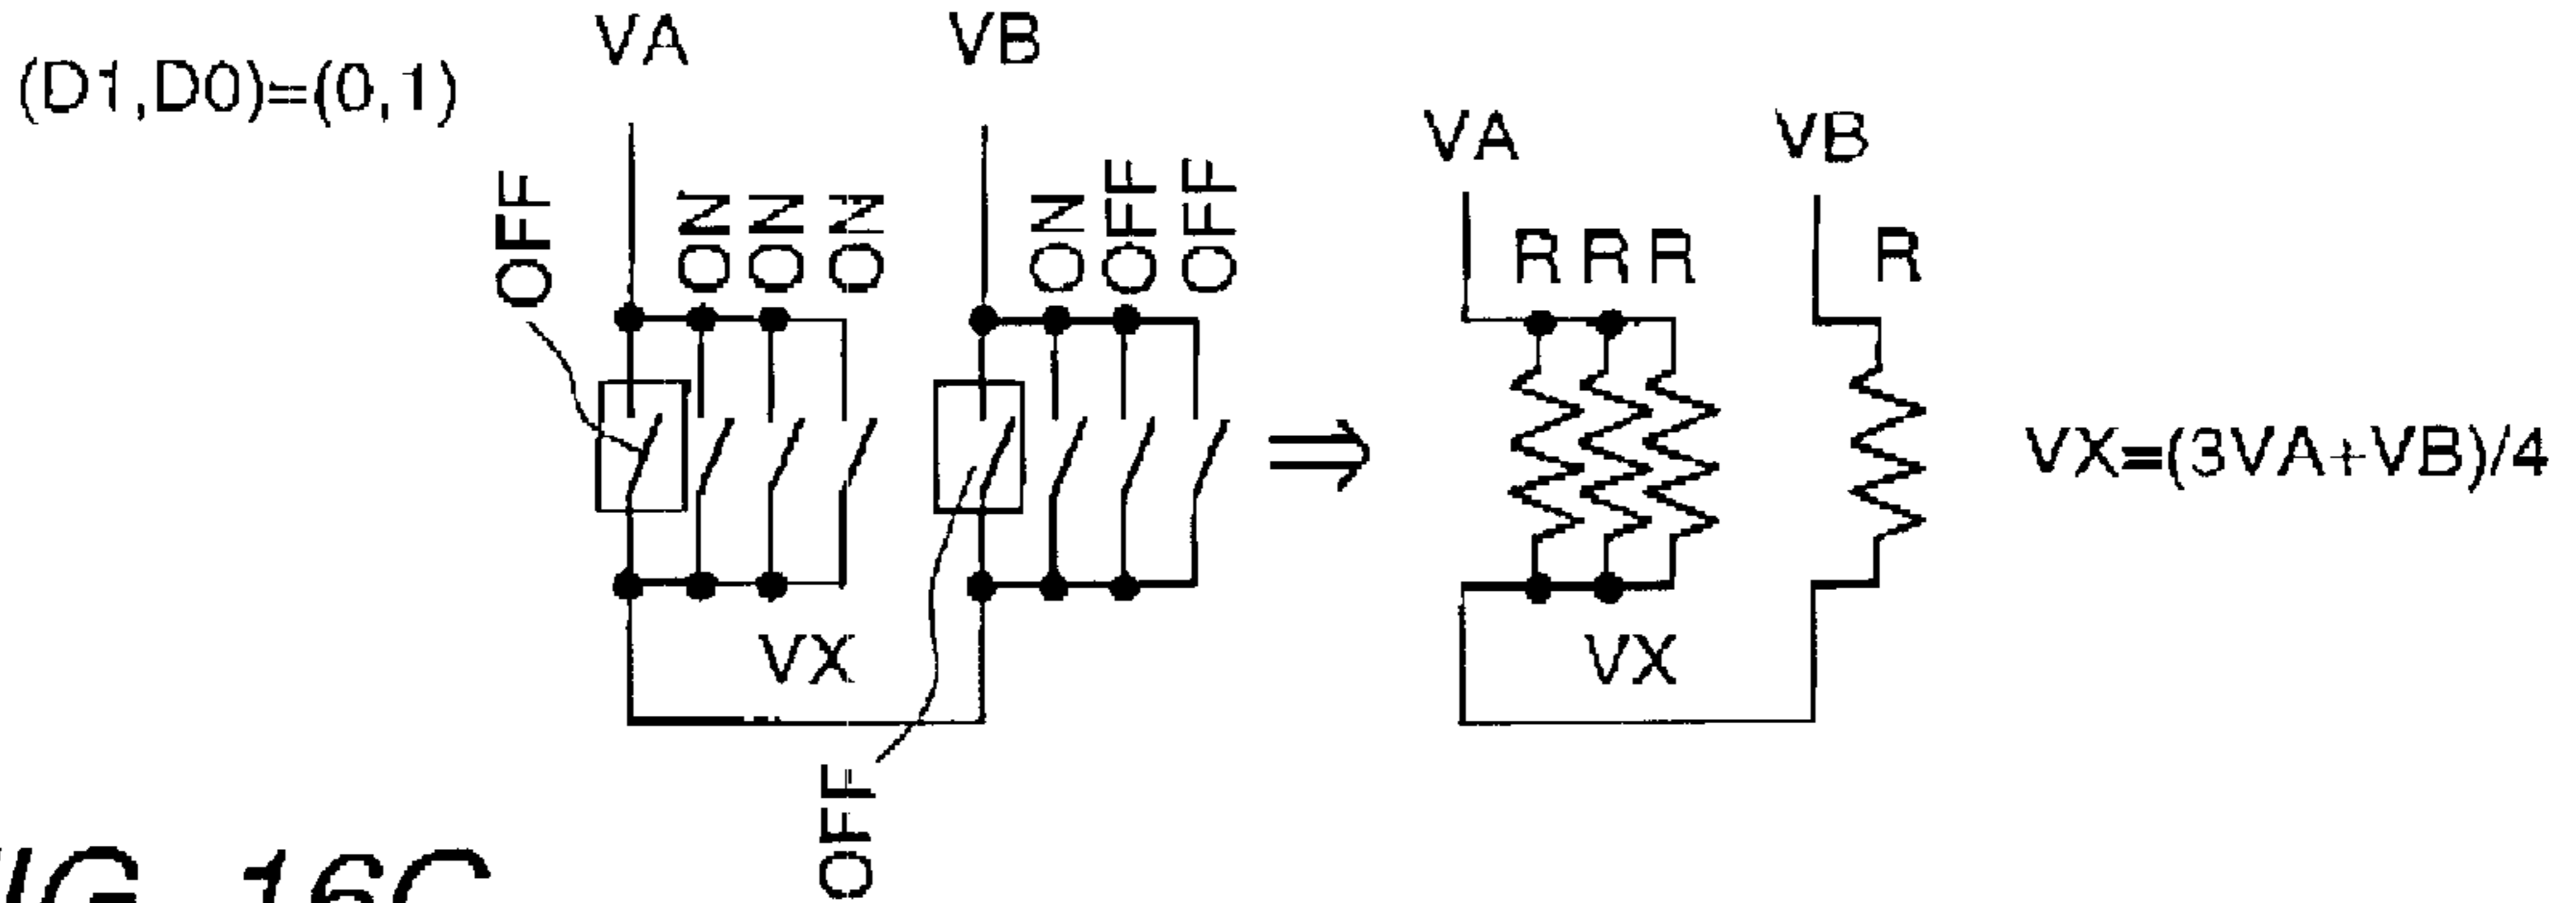 (D1,D0)=(0,1)
VA
VB
OFF
ON
ON
ON
ON
OFF
OFF
VX
OFF
VA
VB
R R R
R
VX
VX=(3VA+VB)/4
FIG. 16C